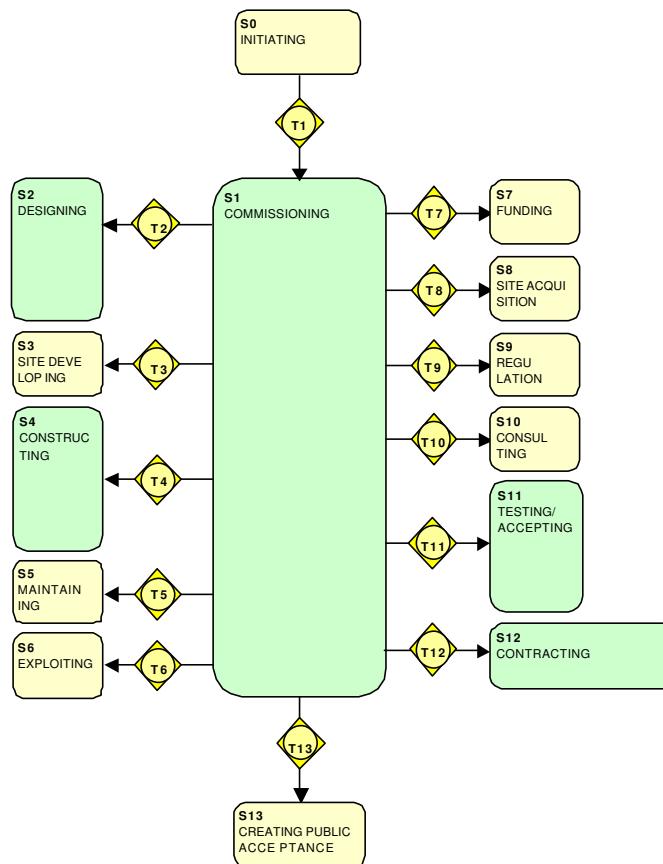 S0
INITIATING
T1
S1
COMMISSIONING
S2
DESIGNING
T2
S3
SITE DEVE
LOP ING
T3
S4
CONSTRUC
TING
T4
S5
MAINTAIN
ING
T5
S6
EXPLOITING
T6
T7
S7
FUNDING
T8
S8
SITE ACQUI
SITION
T9
S9
REGU
LATION
T10
S10
CONSUL
TING
T11
S11
TESTING/
ACCEPTING
T12
S12
CONTRACTING
T13
S13
CREATING PUBLIC
ACCE PTANCE